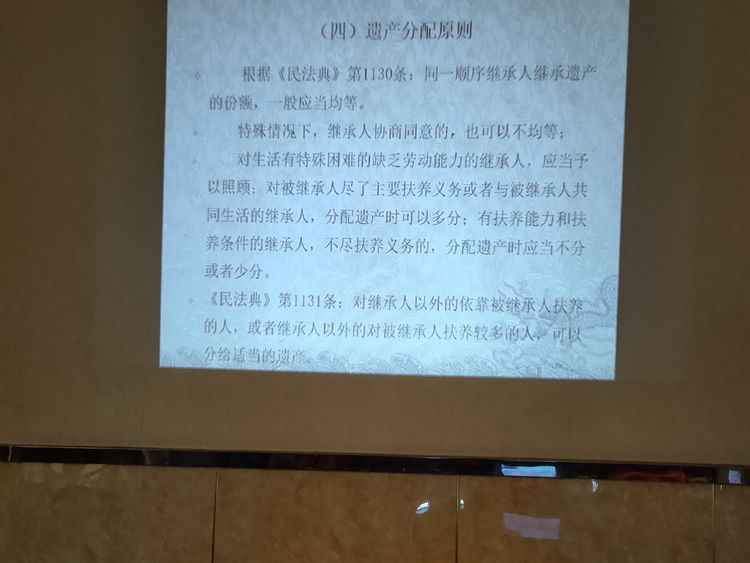 （四）遗产分配原则
根据《民法典》第1130条：同一顺序继承人继承遗产
的份额，一般应当均等。
特殊情况下，继承人协商同意的，也可以不均等；
对生活有特殊困难的缺乏劳动能力的继承人，应当予
以照顾；对被继承人尽了主要扶养义务或者与被继承人共
同生活的继承人，分配遗产时可以多分；有扶养能力和扶
养条件的继承人，不尽扶养义务的，分配遗产时应当不分
或者少分。
《民法典》第1131条：对继承人以外的依靠被继承人扶养
的人，或者继承人以外的对被继承人扶养较多的人，可以
分给适当的遗产。